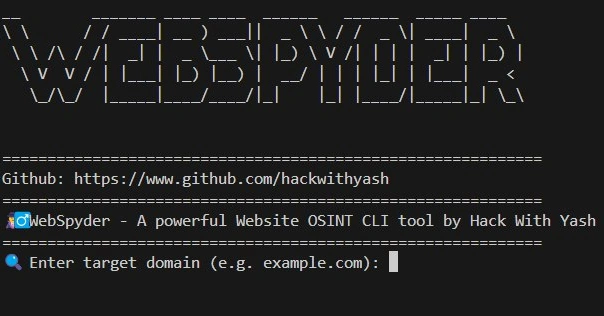 WEBSPYDER
==========================================================
Github: https://www.github.com/hackwithyash
==========================================================
🕵️‍♂️WebSpyder - A powerful Website OSINT CLI tool by Hack With Yash
==========================================================
🔍 Enter target domain (e.g. example.com):